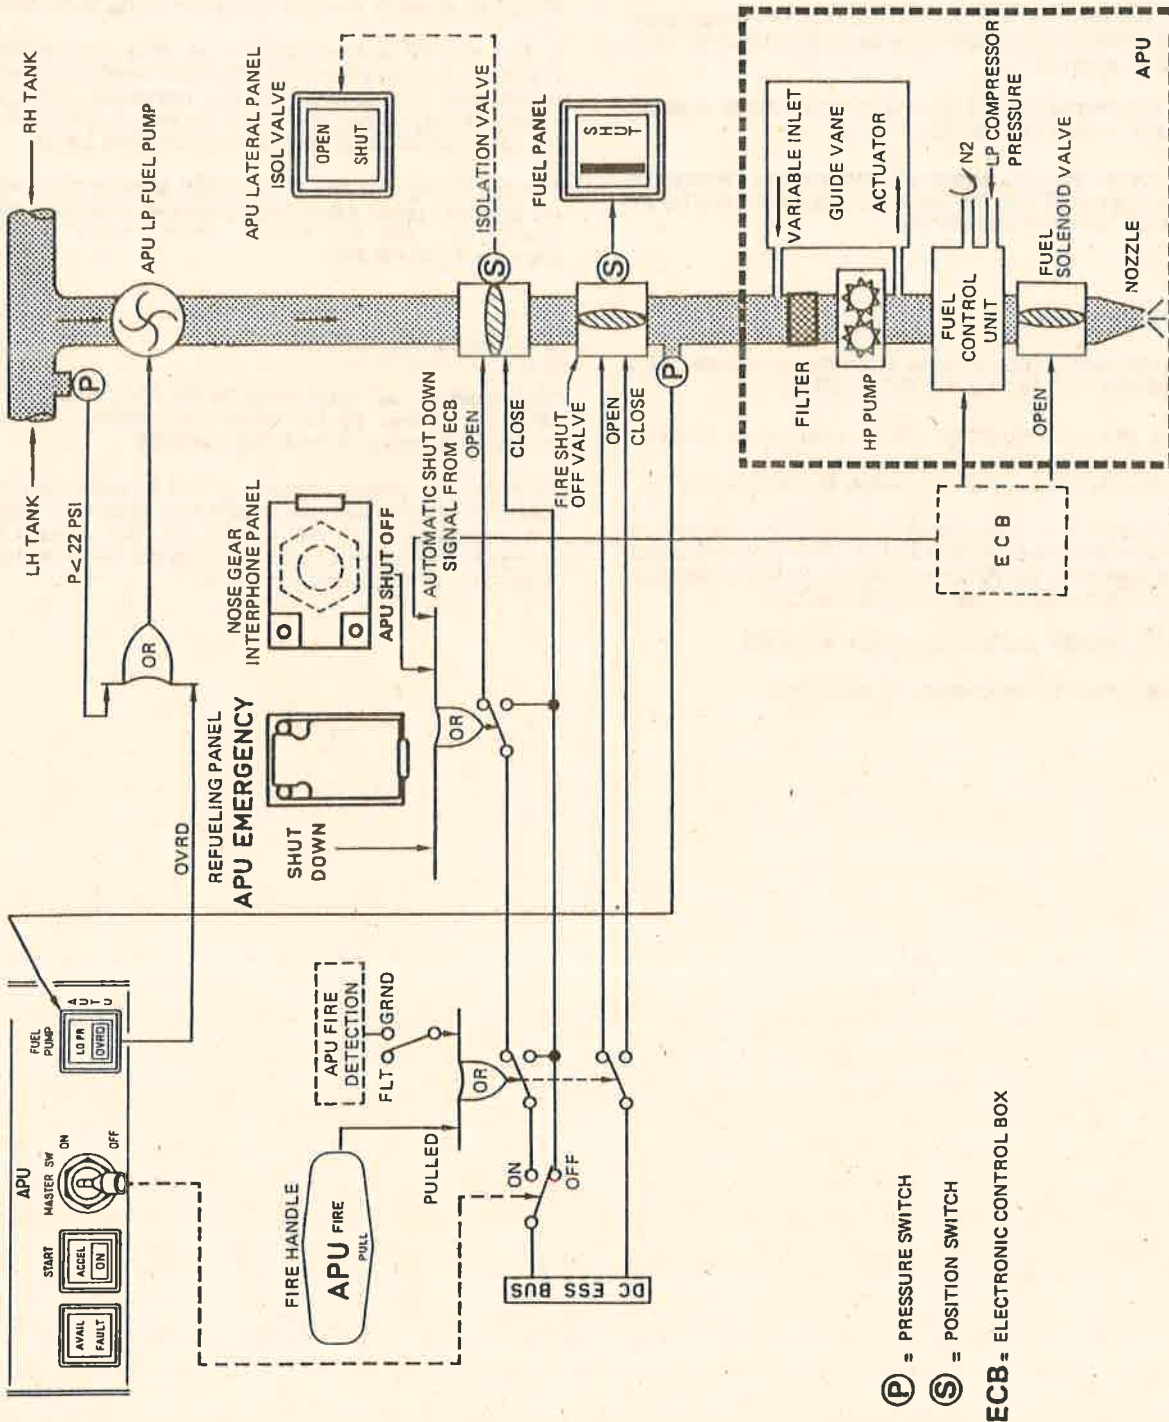 APU
START
MASTER SW
FUEL
PUMP
AVAIL
FAULT
ACCEL
ON
ON
OFF
LO PR
OVRD
AUTO
FIRE HANDLE
APU FIRE
PULL
PULLED
APU FIRE
DETECTION
FLT
GRND
OR
ON
OFF
DC ESS BUS
OVRD
REFUELING PANEL
APU EMERGENCY
SHUT
DOWN
NOSE GEAR
INTERPHONE PANEL
APU SHUT OFF
AUTOMATIC SHUT DOWN
SIGNAL FROM ECB
OR
OR
P< 22 PSI
LH TANK
RH TANK
P
APU LP FUEL PUMP
APU LATERAL PANEL
ISOL VALVE
OPEN
SHUT
ISOLATION VALVE
S
OPEN
CLOSE
FUEL PANEL
SHUT
S
FIRE SHUT
OFF VALVE
OPEN
CLOSE
P
VARIABLE INLET
GUIDE VANE
ACTUATOR
FILTER
HP PUMP
FUEL
CONTROL
UNIT
N2
LP COMPRESSOR
PRESSURE
FUEL
SOLENOID VALVE
OPEN
NOZZLE
APU
ECB
P = PRESSURE SWITCH
S = POSITION SWITCH
ECB = ELECTRONIC CONTROL BOX